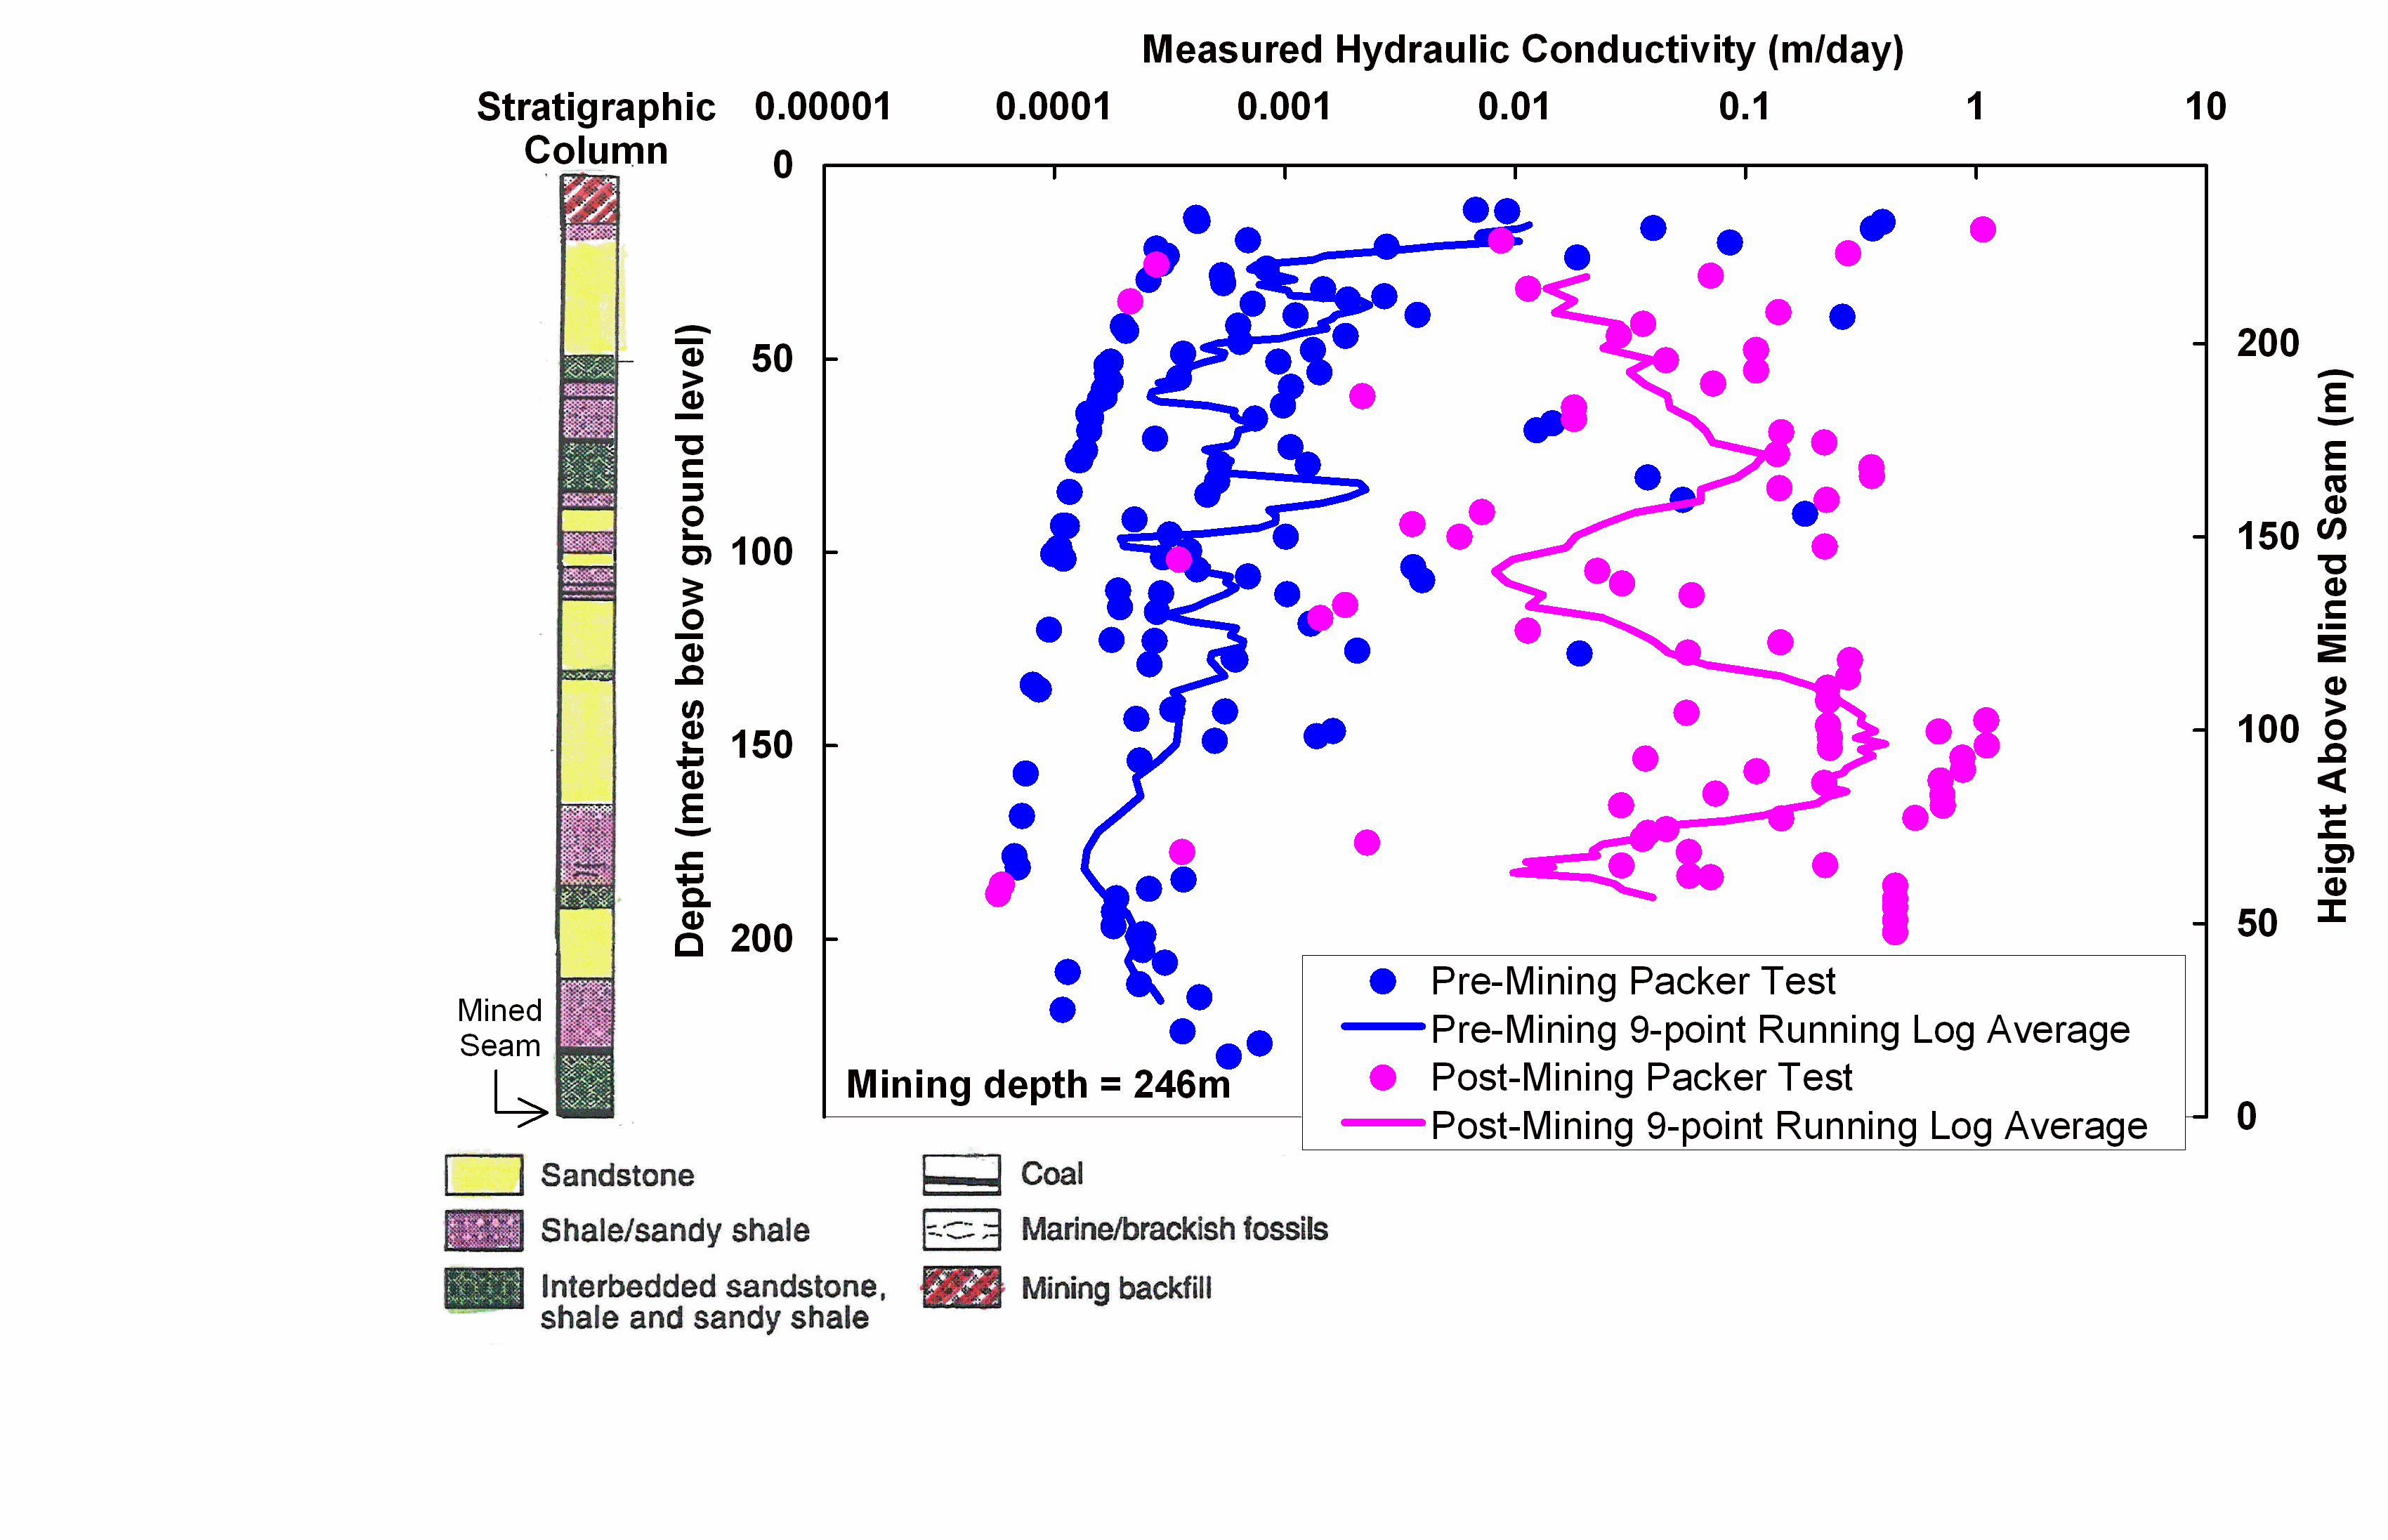 Measured Hydraulic Conductivity (m/day)
Stratigraphic
Column
0.00001 0.0001 0.001 0.01 0.1 1 10
0
50
100
150
200
Depth (metres below ground level)
200
150
100
50
0
Height Above Mined Seam (m)
Mined
Seam
Mining depth = 246m
Pre-Mining Packer Test
Pre-Mining 9-point Running Log Average
Post-Mining Packer Test
Post-Mining 9-point Running Log Average
Sandstone
Shale/sandy shale
Interbedded sandstone,
shale and sandy shale
Coal
Marine/brackish fossils
Mining backfill